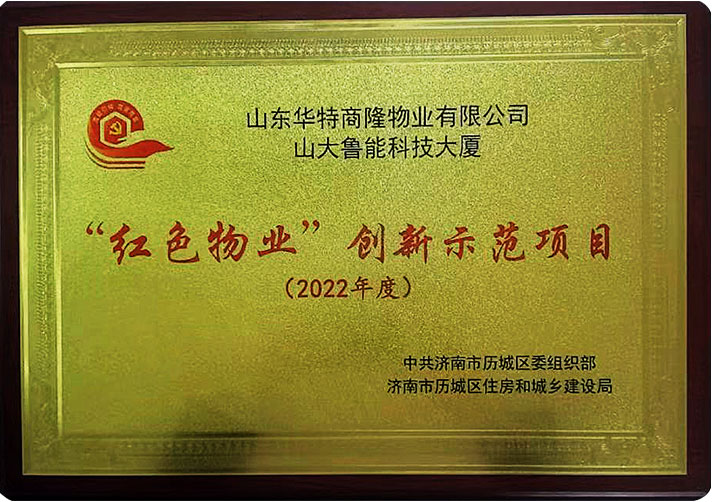 山东华特商隆物业有限公司
山大鲁能科技大厦
“红色物业”创新示范项目
（2022年度）
中共济南市历城区委组织部
济南市历城区住房和城乡建设局